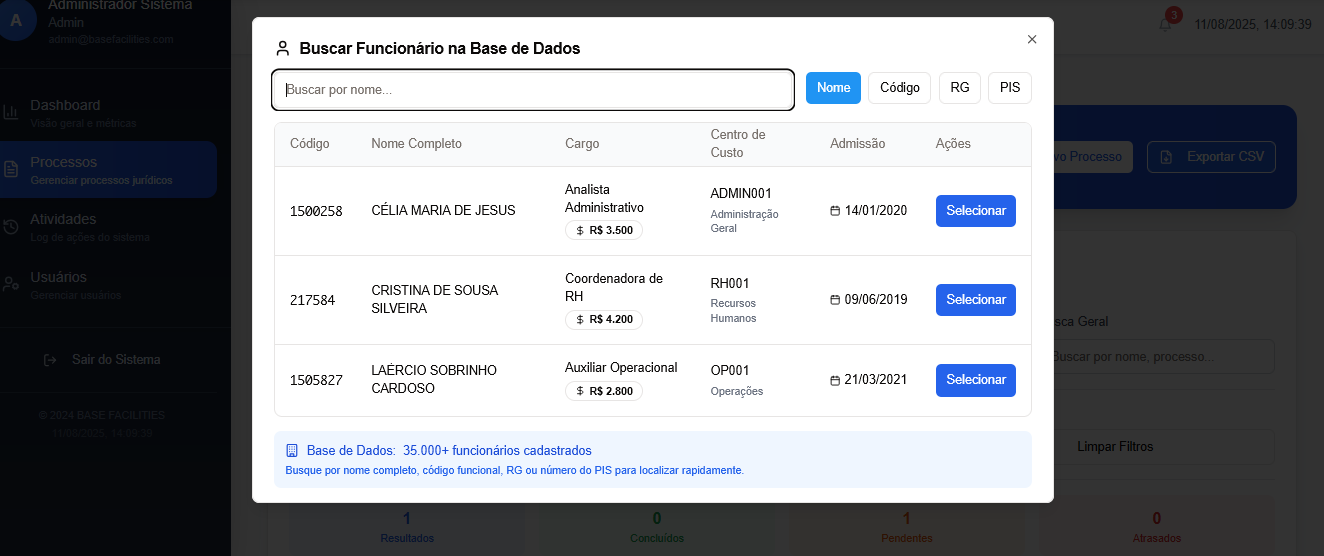 Administrador Sistema
A
Admin
admin@basefacilities.com
3
11/08/2025, 14:09:39
Buscar Funcionário na Base de Dados
Buscar por nome...
Nome
Código
RG
PIS
Dashboard
Visão geral e métricas
Processos
Gerenciar processos jurídicos
Atividades
Log de ações do sistema
Usuários
Gerenciar usuários
Sair do Sistema
© 2024 BASE FACILITIES
11/08/2025, 14:09:39
Código Nome Completo Cargo Centro de Custo Admissão Ações
1500258 CÉLIA MARIA DE JESUS Analista Administrativo ADMIN001 14/01/2020 Selecionar
R$ 3.500 Administração Geral
217584 CRISTINA DE SOUSA SILVEIRA Coordenadora de RH RH001 09/06/2019 Selecionar
R$ 4.200 Recursos Humanos
1505827 LAÉRCIO SOBRINHO CARDOSO Auxiliar Operacional OP001 21/03/2021 Selecionar
R$ 2.800 Operações
Base de Dados: 35.000+ funcionários cadastrados
Busque por nome completo, código funcional, RG ou número do PIS para localizar rapidamente.
vo Processo
Exportar CSV
sca Geral
Buscar por nome, processo...
Limpar Filtros
1
Resultados
0
Concluídos
1
Pendentes
0
Atrasados